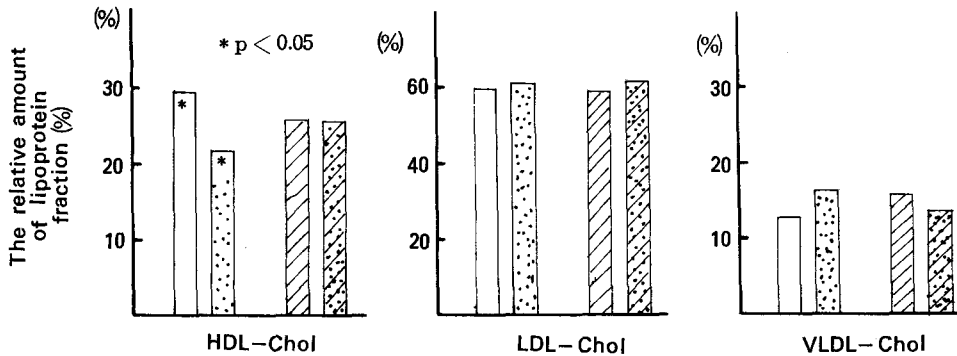 The relative amount
of lipoprotein
fraction (%)
(%)
* p < 0.05
30
20
10
*
*
HDL-Chol
(%)
60
40
20
LDL-Chol
(%)
30
20
10
VLDL-Chol